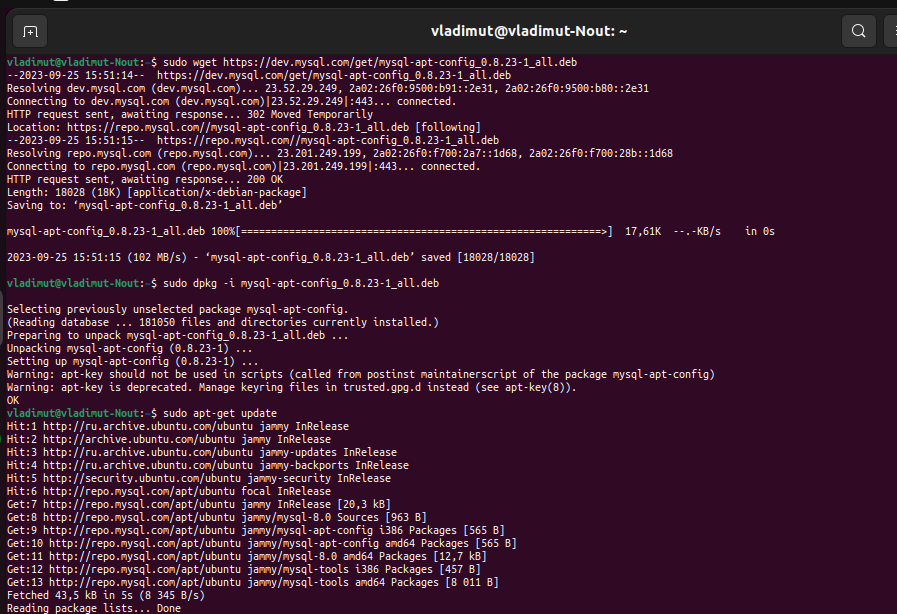 vladimut@vladimut-Nout: ~
vladimut@vladimut-Nout:~$ sudo wget https://dev.mysql.com/get/mysql-apt-config_0.8.23-1_all.deb
--2023-09-25 15:51:14-- https://dev.mysql.com/get/mysql-apt-config_0.8.23-1_all.deb
Resolving dev.mysql.com (dev.mysql.com)... 23.52.29.249, 2a02:26f0:9500:b91::2e31, 2a02:26f0:9500:b80::2e31
Connecting to dev.mysql.com (dev.mysql.com)|23.52.29.249|:443... connected.
HTTP request sent, awaiting response... 302 Moved Temporarily
Location: https://repo.mysql.com//mysql-apt-config_0.8.23-1_all.deb [following]
--2023-09-25 15:51:15-- https://repo.mysql.com//mysql-apt-config_0.8.23-1_all.deb
Resolving repo.mysql.com (repo.mysql.com)... 23.201.249.199, 2a02:26f0:f700:2a7::1d68, 2a02:26f0:f700:28b::1d68
Connecting to repo.mysql.com (repo.mysql.com)|23.201.249.199|:443... connected.
HTTP request sent, awaiting response... 200 OK
Length: 18028 (18K) [application/x-debian-package]
Saving to: ‘mysql-apt-config_0.8.23-1_all.deb’
mysql-apt-config_0.8.23-1_all.deb 100%[============================================================>] 17,61K --.-KB/s in 0s
2023-09-25 15:51:15 (102 MB/s) - ‘mysql-apt-config_0.8.23-1_all.deb’ saved [18028/18028]
vladimut@vladimut-Nout:~$ sudo dpkg -i mysql-apt-config_0.8.23-1_all.deb
Selecting previously unselected package mysql-apt-config.
(Reading database ... 181050 files and directories currently installed.)
Preparing to unpack mysql-apt-config_0.8.23-1_all.deb ...
Unpacking mysql-apt-config (0.8.23-1) ...
Setting up mysql-apt-config (0.8.23-1) ...
Warning: apt-key should not be used in scripts (called from postinst maintainerscript of the package mysql-apt-config)
Warning: apt-key is deprecated. Manage keyring files in trusted.gpg.d instead (see apt-key(8)).
OK
vladimut@vladimut-Nout:~$ sudo apt-get update
Hit:1 http://ru.archive.ubuntu.com/ubuntu jammy InRelease
Hit:2 http://archive.ubuntu.com/ubuntu jammy InRelease
Hit:3 http://ru.archive.ubuntu.com/ubuntu jammy-updates InRelease
Hit:4 http://ru.archive.ubuntu.com/ubuntu jammy-backports InRelease
Hit:5 http://security.ubuntu.com/ubuntu jammy-security InRelease
Hit:6 http://repo.mysql.com/apt/ubuntu focal InRelease
Get:7 http://repo.mysql.com/apt/ubuntu jammy InRelease [20,3 kB]
Get:8 http://repo.mysql.com/apt/ubuntu jammy/mysql-8.0 Sources [963 B]
Get:9 http://repo.mysql.com/apt/ubuntu jammy/mysql-apt-config i386 Packages [565 B]
Get:10 http://repo.mysql.com/apt/ubuntu jammy/mysql-apt-config amd64 Packages [565 B]
Get:11 http://repo.mysql.com/apt/ubuntu jammy/mysql-8.0 amd64 Packages [12,7 kB]
Get:12 http://repo.mysql.com/apt/ubuntu jammy/mysql-tools i386 Packages [457 B]
Get:13 http://repo.mysql.com/apt/ubuntu jammy/mysql-tools amd64 Packages [8 011 B]
Fetched 43,5 kB in 5s (8 345 B/s)
Reading package lists... Done